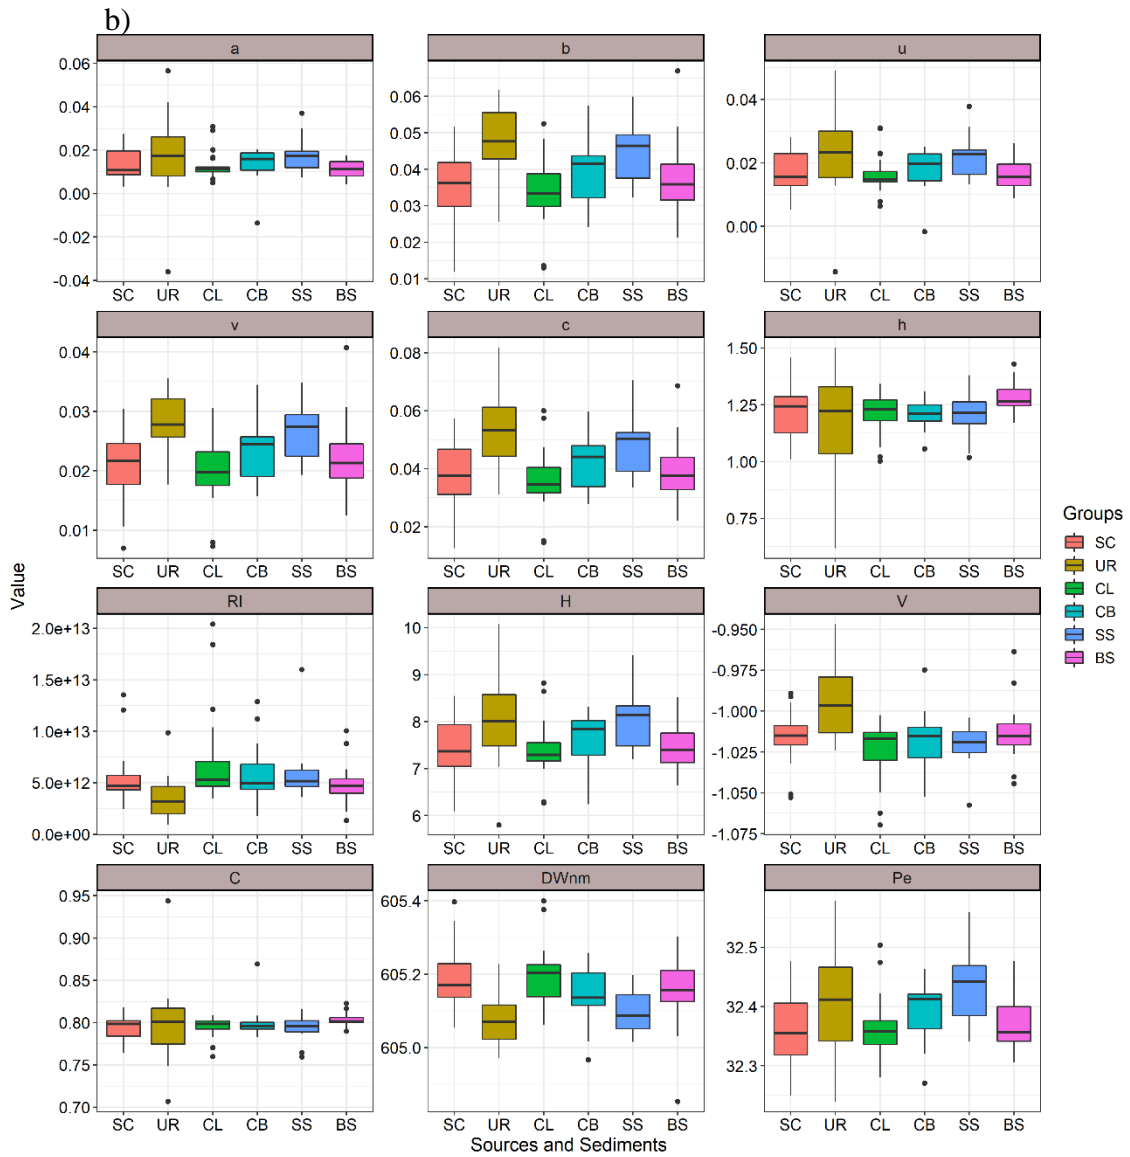 b)
a b u
0.06 0.04 0.02 0.00 -0.02 -0.04
0.06 0.05 0.04 0.03 0.02 0.01
0.04 0.02 0.00
SC UR CL CB SS BS SC UR CL CB SS BS SC UR CL CB SS BS
v c h
0.04 0.03 0.02 0.01
0.08 0.06 0.04 0.02
1.50 1.25 1.00 0.75
SC UR CL CB SS BS SC UR CL CB SS BS SC UR CL CB SS BS
RI H V
2.0e+13 1.5e+13 1.0e+13 5.0e+12 0.0e+00
10 9 8 7 6
-0.950 -0.975 -1.000 -1.025 -1.050 -1.075
SC UR CL CB SS BS SC UR CL CB SS BS SC UR CL CB SS BS
C DWnm Pe
0.95 0.90 0.85 0.80 0.75 0.70
605.4 605.2 605.0
32.5 32.4 32.3
SC UR CL CB SS BS SC UR CL CB SS BS SC UR CL CB SS BS
Value
Sources and Sediments
Groups
SC
UR
CL
CB
SS
BS